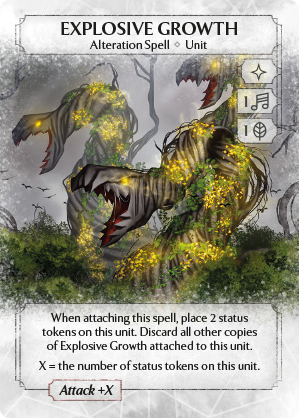 EXPLOSIVE GROWTH
Alteration Spell ⬦ Unit
1
1
When attaching this spell, place 2 status
tokens on this unit. Discard all other copies
of Explosive Growth attached to this unit.
X = the number of status tokens on this unit.
Attack +X